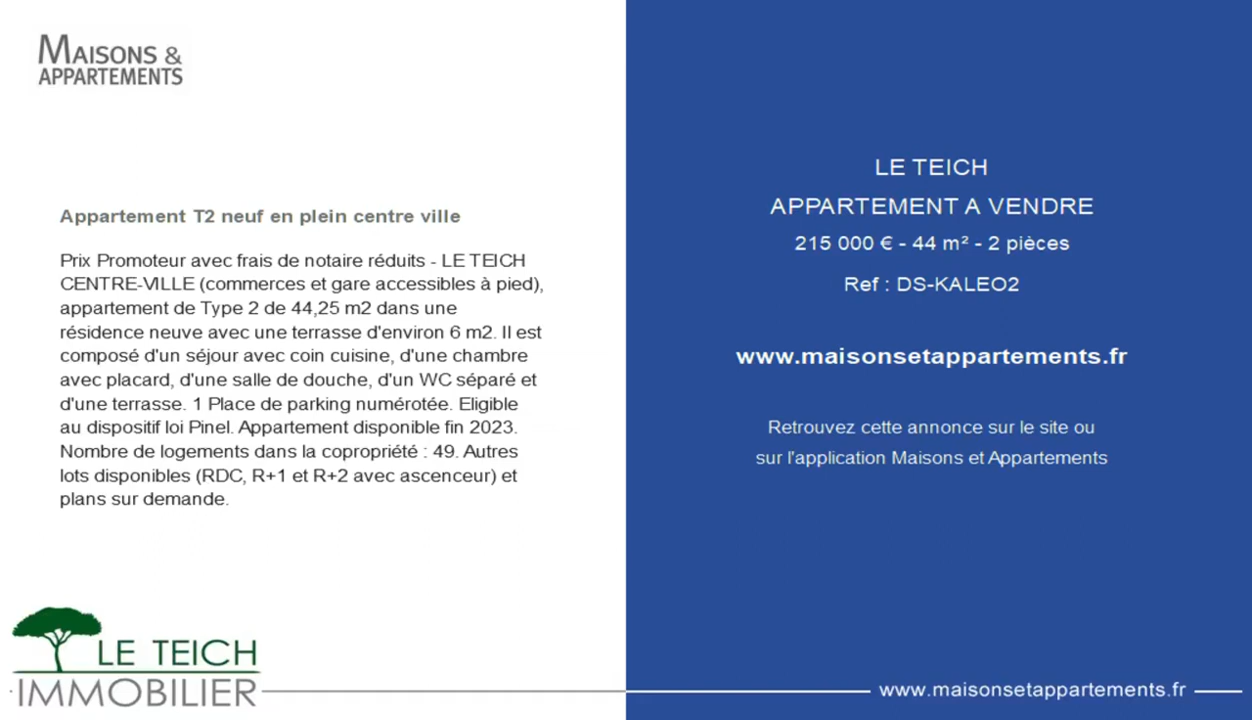 MAISONS &
APPARTEMENTS
Appartement T2 neuf en plein centre ville
Prix Promoteur avec frais de notaire réduits - LE TEICH
CENTRE-VILLE (commerces et gare accessibles à pied),
appartement de Type 2 de 44,25 m2 dans une
résidence neuve avec une terrasse d'environ 6 m2. Il est
composé d'un séjour avec coin cuisine, d'une chambre
avec placard, d'une salle de douche, d'un WC séparé et
d'une terrasse. 1 Place de parking numérotée. Eligible
au dispositif loi Pinel. Appartement disponible fin 2023.
Nombre de logements dans la copropriété : 49. Autres
lots disponibles (RDC, R+1 et R+2 avec ascenceur) et
plans sur demande.
LE TEICH
IMMOBILIER
LE TEICH
APPARTEMENT A VENDRE
215 000 € - 44 m² - 2 pièces
Ref : DS-KALEO2
www.maisonsetappartements.fr
Retrouvez cette annonce sur le site ou
sur l'application Maisons et Appartements
www.maisonsetappartements.fr